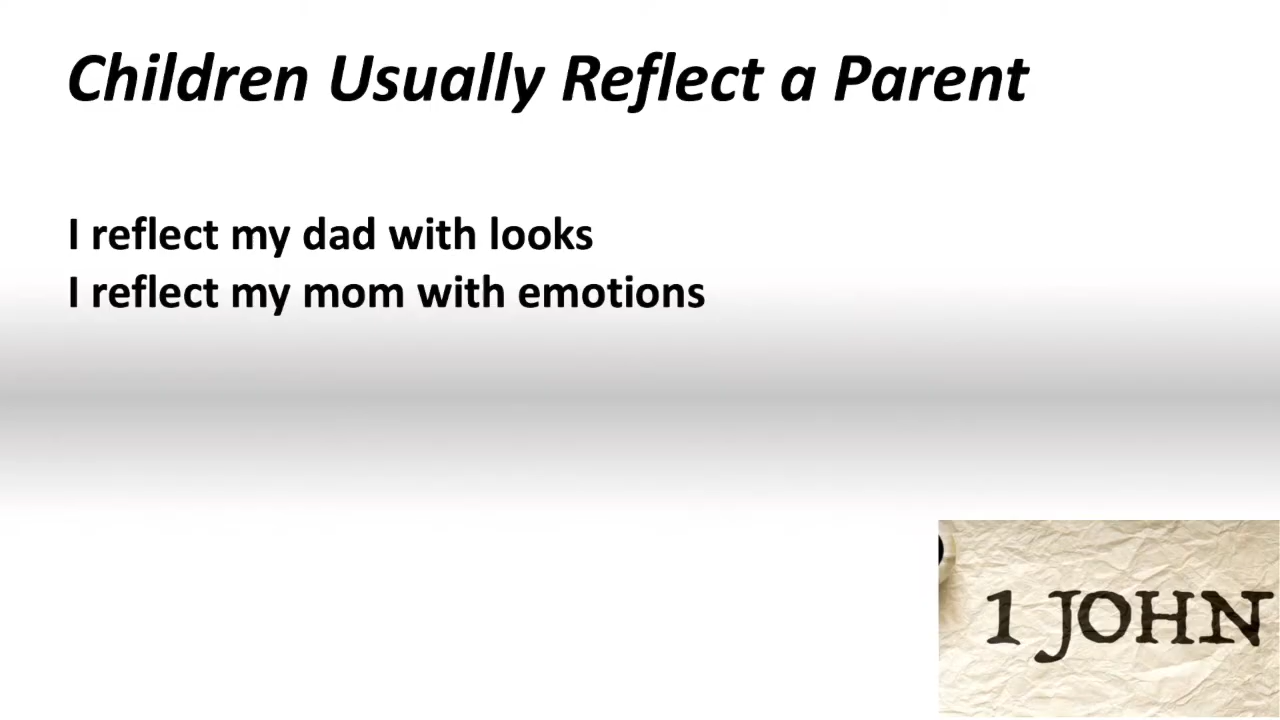 Children Usually Reflect a Parent
I reflect my dad with looks
I reflect my mom with emotions
1 JOHN